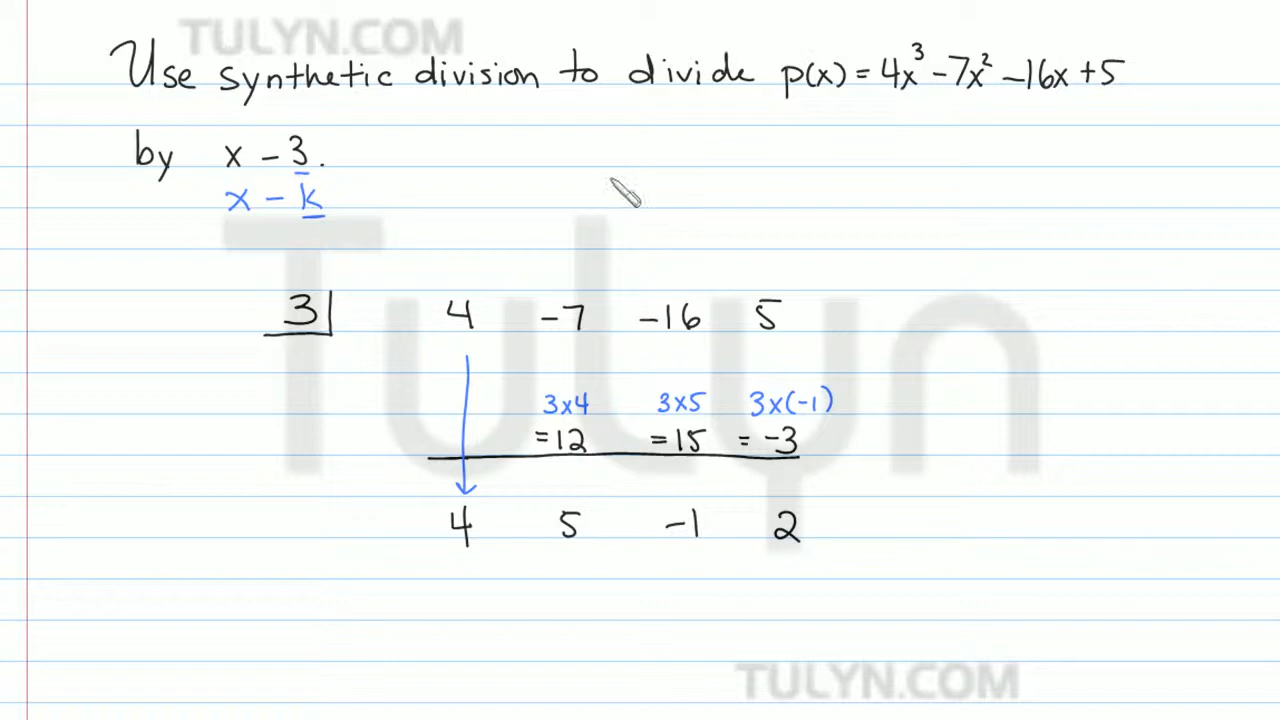 TULYN.COM
Use synthetic division to divide p(x) = 4x³ - 7x² - 16x + 5
by x - 3.
x - k
Tulyn
3| 4 -7 -16 5
3x4 3x5 3x(-1)
=12 =15 = -3
4 5 -1 2
TULYN.COM